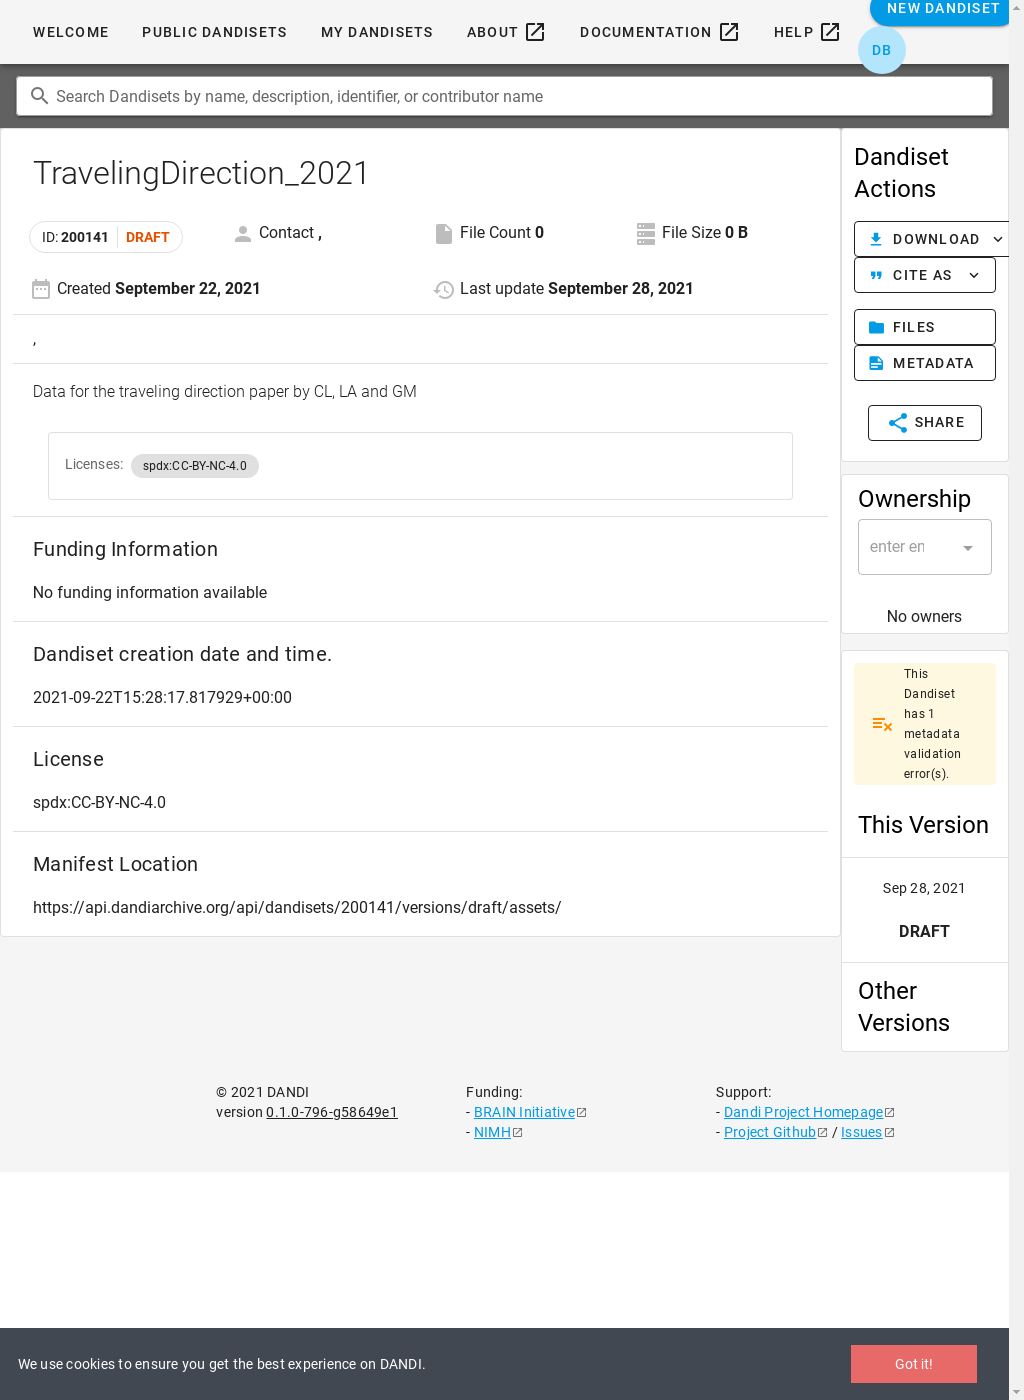 WELCOME
PUBLIC DANDISETS
MY DANDISETS
ABOUT
DOCUMENTATION
HELP
NEW DANDISET
DB
Search Dandisets by name, description, identifier, or contributor name
TravelingDirection_2021
ID: 200141 DRAFT
Contact ,
File Count 0
File Size 0 B
Created September 22, 2021
Last update September 28, 2021
,
Data for the traveling direction paper by CL, LA and GM
Licenses: spdx:CC-BY-NC-4.0
Funding Information
No funding information available
Dandiset creation date and time.
2021-09-22T15:28:17.817929+00:00
License
spdx:CC-BY-NC-4.0
Manifest Location
https://api.dandiarchive.org/api/dandisets/200141/versions/draft/assets/
Dandiset
Actions
DOWNLOAD
CITE AS
FILES
METADATA
SHARE
Ownership
enter en
No owners
This
Dandiset
has 1
metadata
validation
error(s).
This Version
Sep 28, 2021
DRAFT
Other
Versions
© 2021 DANDI
version 0.1.0-796-g58649e1
Funding:
- BRAIN Initiative
- NIMH
Support:
- Dandi Project Homepage
- Project Github / Issues
We use cookies to ensure you get the best experience on DANDI.
Got it!